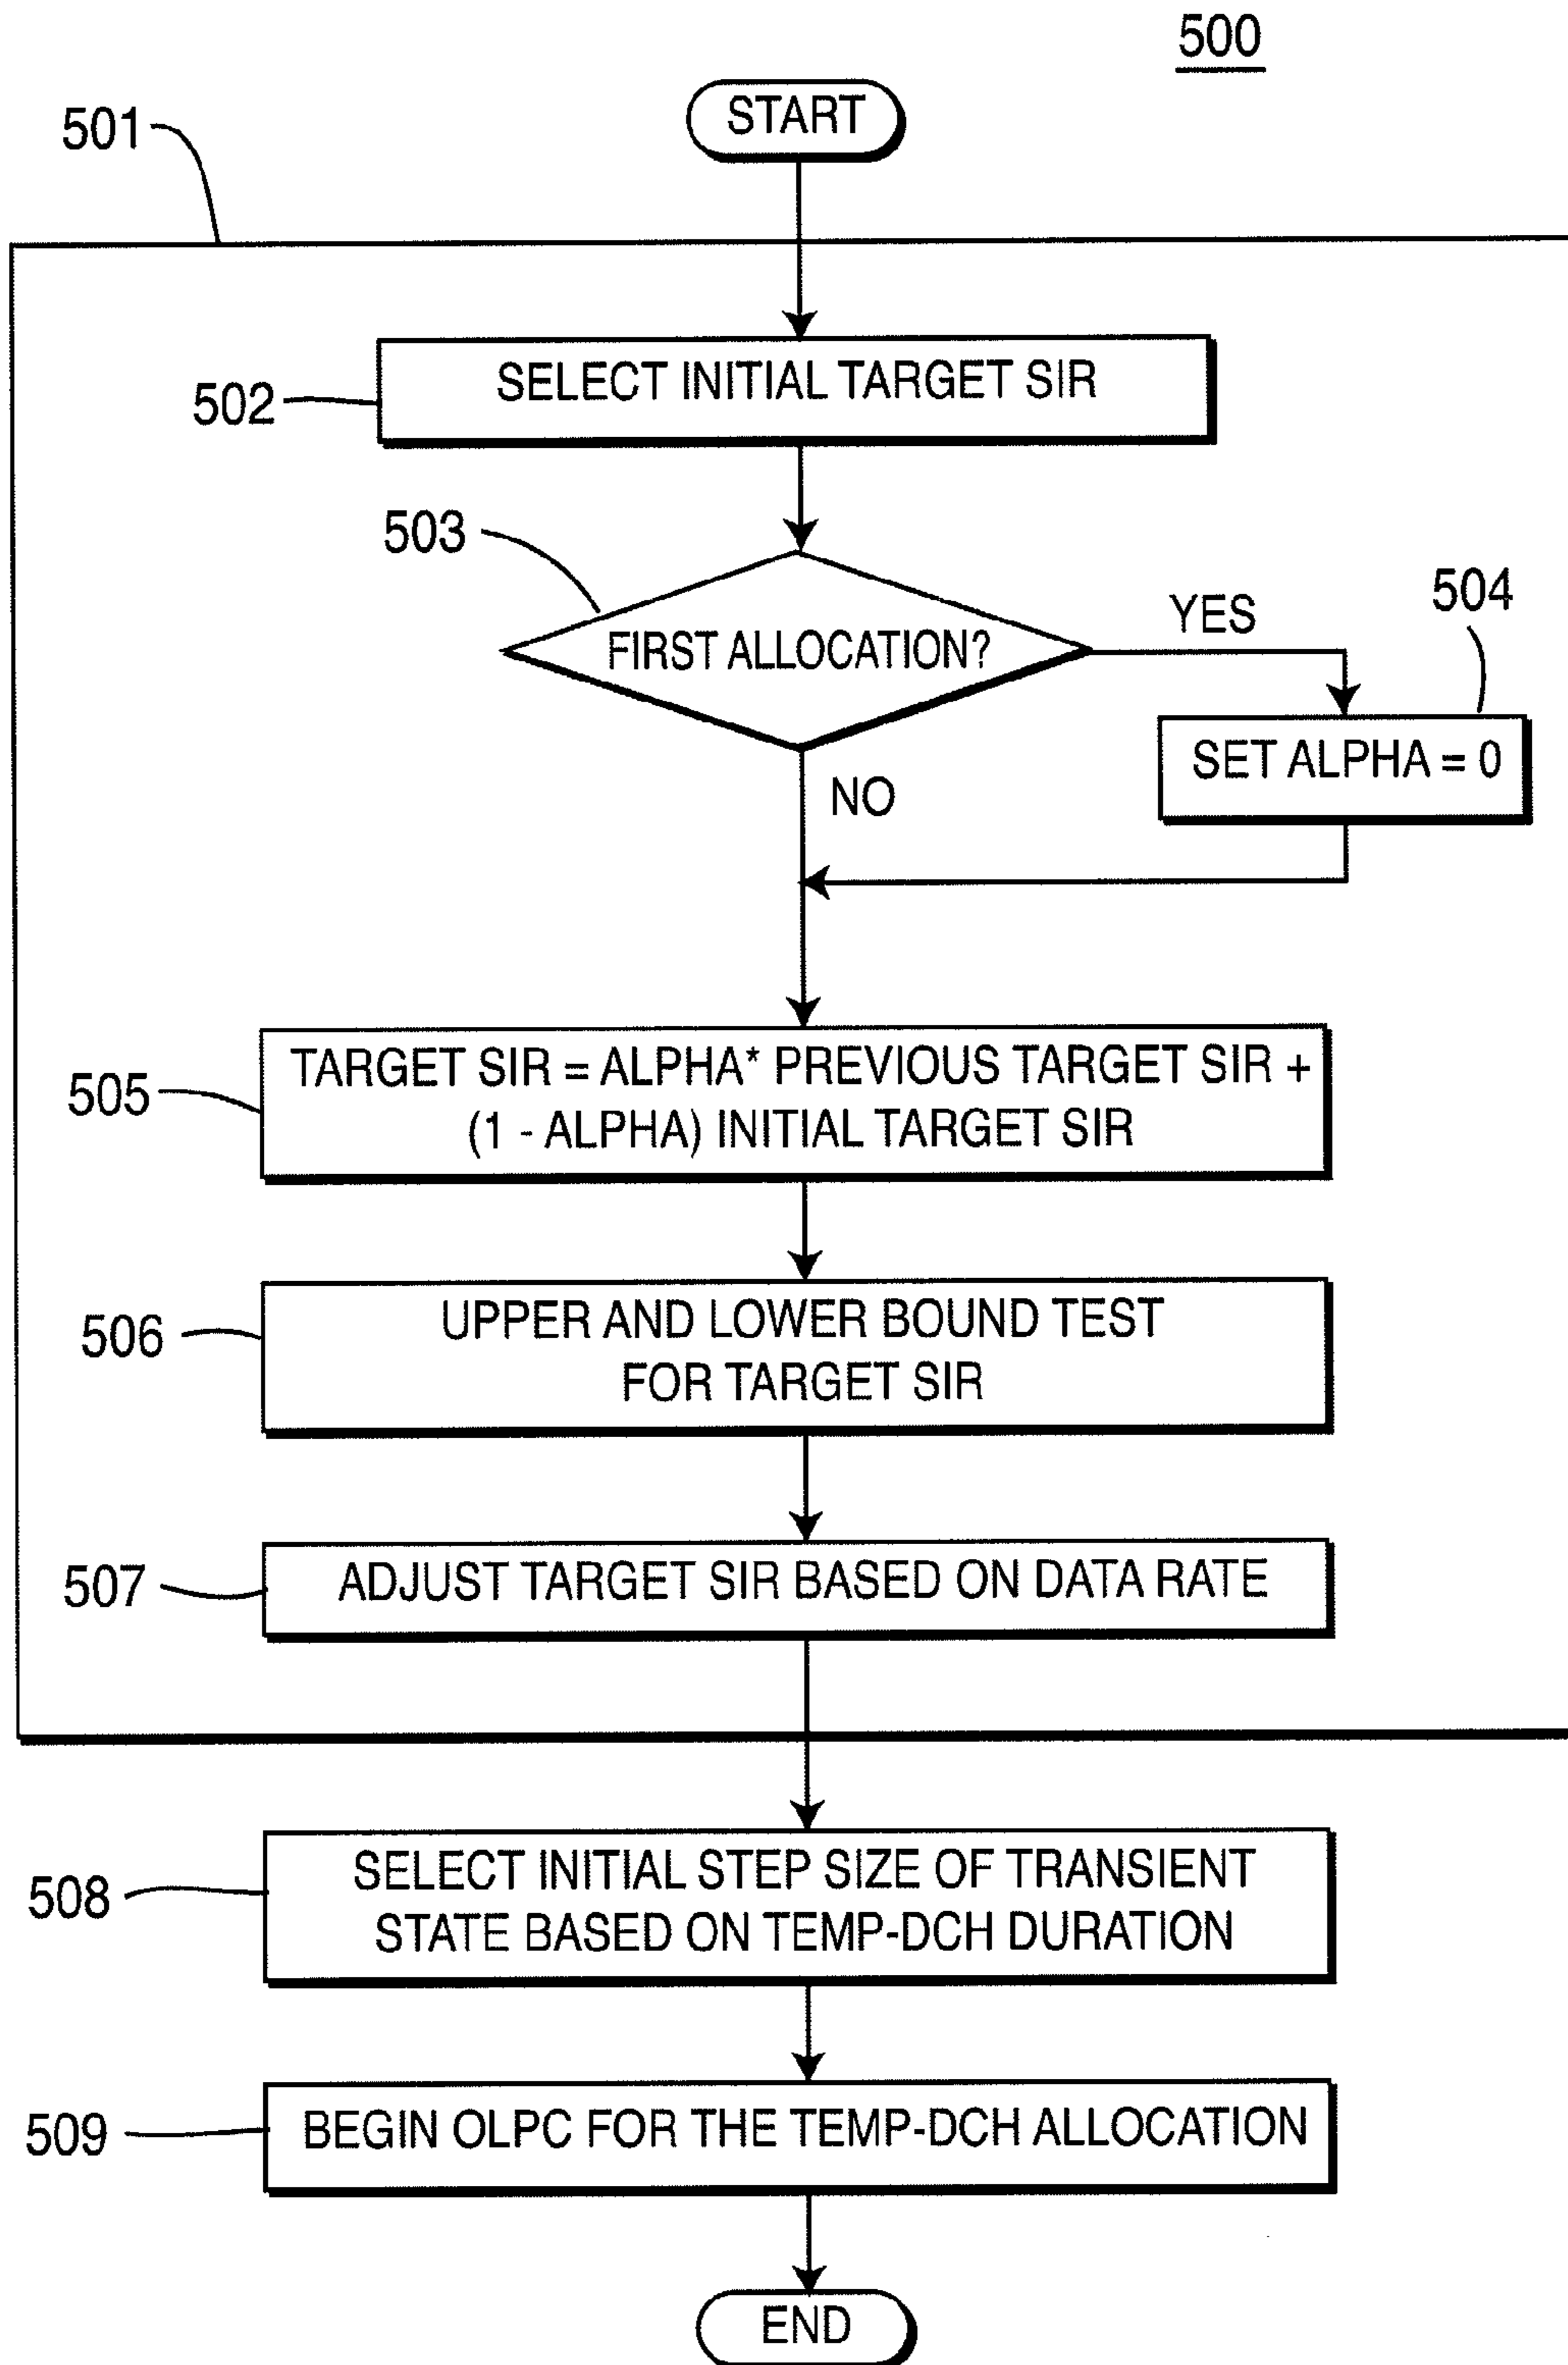 500
START
501
SELECT INITIAL TARGET SIR
502
503
FIRST ALLOCATION?
YES
504
SET ALPHA = 0
NO
TARGET SIR = ALPHA* PREVIOUS TARGET SIR +
(1 - ALPHA) INITIAL TARGET SIR
505
UPPER AND LOWER BOUND TEST
FOR TARGET SIR
506
ADJUST TARGET SIR BASED ON DATA RATE
507
SELECT INITIAL STEP SIZE OF TRANSIENT
STATE BASED ON TEMP-DCH DURATION
508
BEGIN OLPC FOR THE TEMP-DCH ALLOCATION
509
END